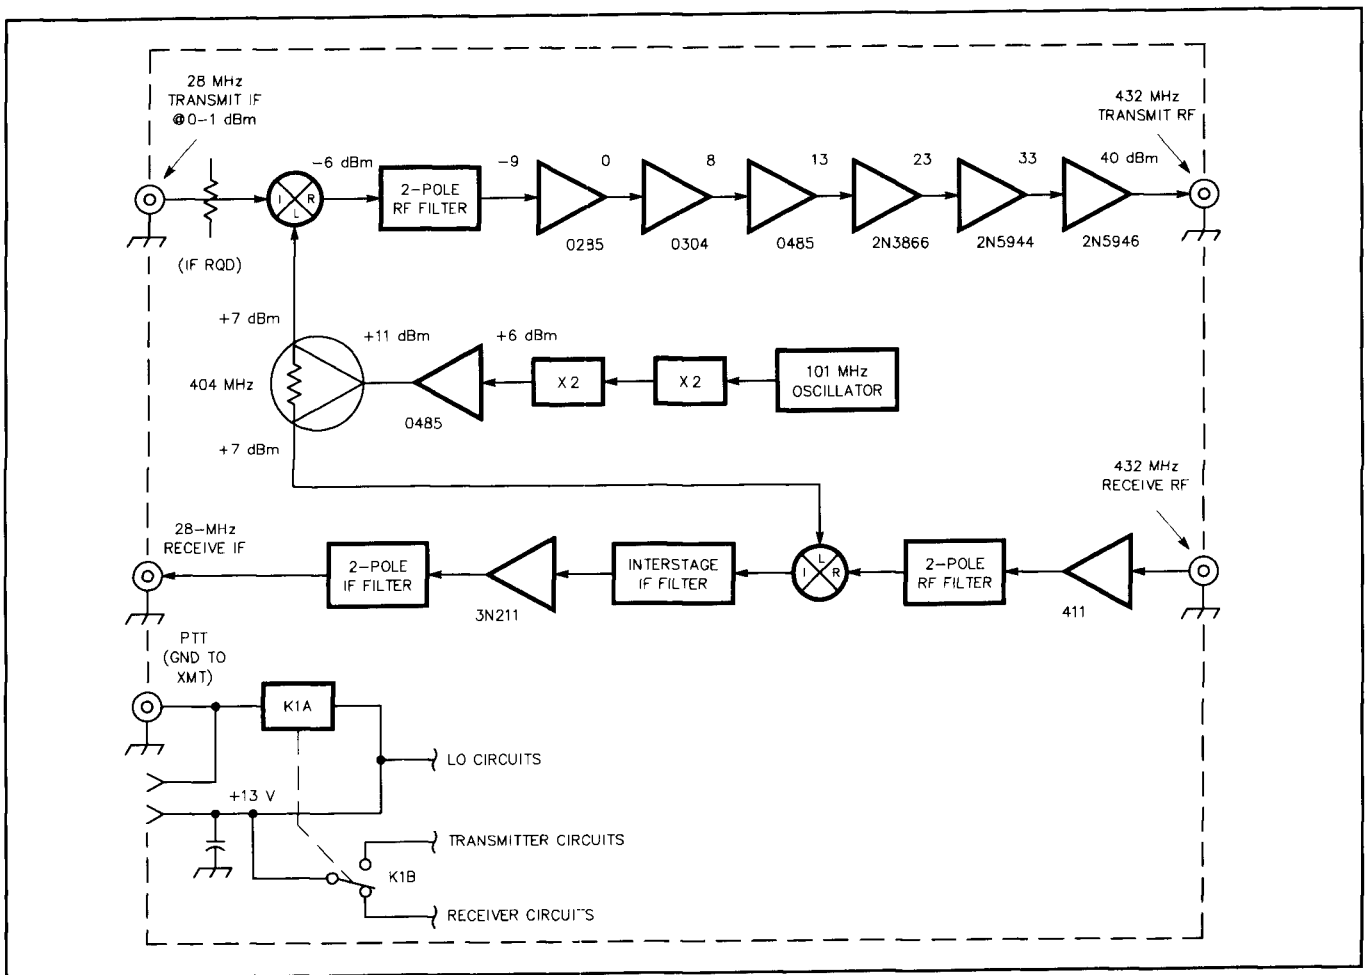 28 MHz
TRANSMIT IF
@0-1 dBm
432 MHz
TRANSMIT RF
-6 dBm
-9
0
8
13
23
33
40 dBm
I
R
L
2-POLE
RF FILTER
0285
0304
0485
2N3866
2N5944
2N5946
(IF RQD)
+7 dBm
+11 dBm
+6 dBm
404 MHz
X 2
X 2
101 MHz
OSCILLATOR
0485
+7 dBm
432 MHz
RECEIVE RF
28-MHz
RECEIVE IF
2-POLE
IF FILTER
INTERSTAGE
IF FILTER
L
I
R
2-POLE
RF FILTER
3N211
411
PTT
(GND TO
XMT)
K1A
LO CIRCUITS
+13 V
TRANSMITTER CIRCUITS
K1B
RECEIVER CIRCUITS